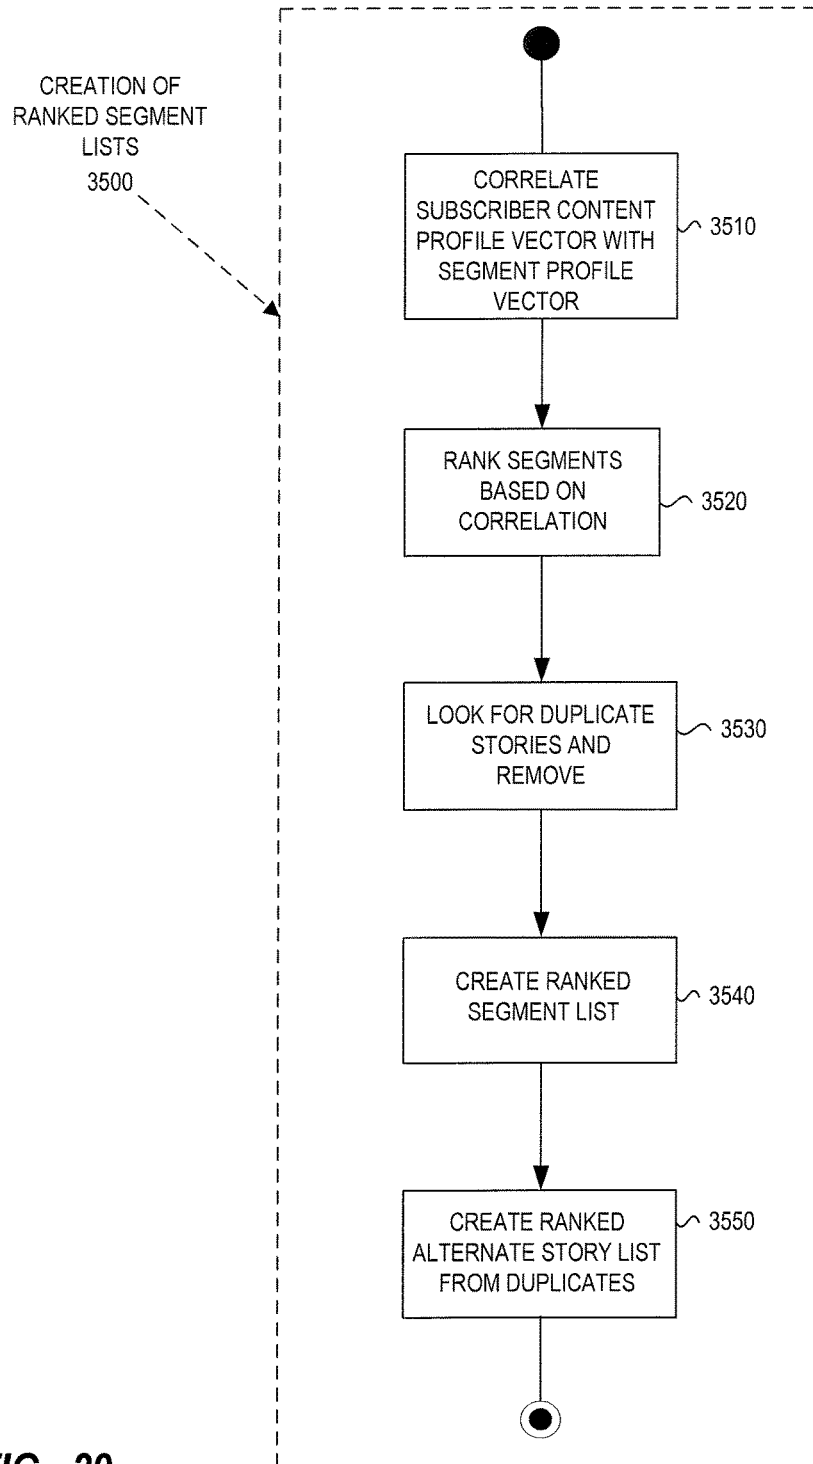 CREATION OF
RANKED SEGMENT
LISTS
3500
CORRELATE
SUBSCRIBER CONTENT
PROFILE VECTOR WITH
SEGMENT PROFILE
VECTOR
3510
RANK SEGMENTS
BASED ON
CORRELATION
3520
LOOK FOR DUPLICATE
STORIES AND
REMOVE
3530
CREATE RANKED
SEGMENT LIST
3540
CREATE RANKED
ALTERNATE STORY LIST
FROM DUPLICATES
3550